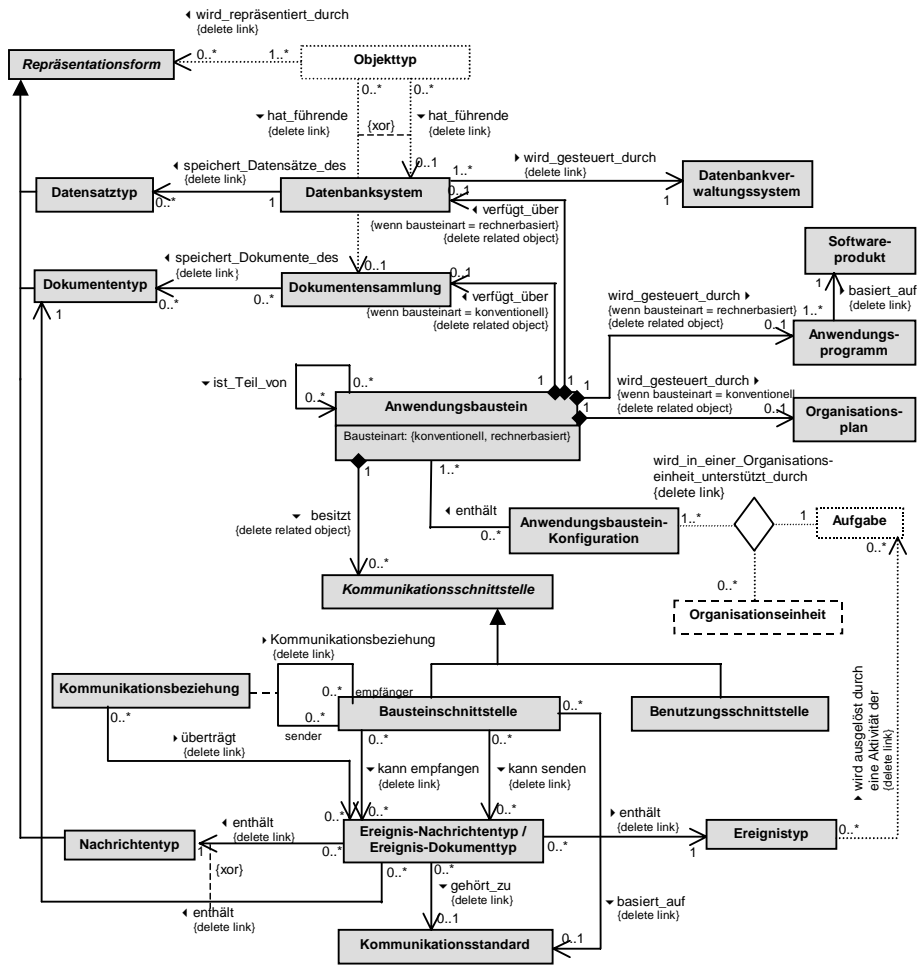 ◂ wird_repräsentiert_durch
{delete link}
0..*
1..*
Repräsentationsform
Objekttyp
0..*
0..*
▾ hat_führende
{delete link}
{xor}
▾ hat_führende
{delete link}
0..1
◂ speichert_Datensätze_des
{delete link}
1..*
▸ wird_gesteuert_durch
{delete link}
Datensatztyp
0..*
1
Datenbanksystem
0..1
1
Datenbankver-
waltungssystem
◂ verfügt_über
{wenn bausteinart = rechnerbasiert}
{delete related object}
Software-
produkt
◂ speichert_Dokumente_des
{delete link}
0..1
0..1
Dokumententyp
0..*
0..*
Dokumentensammlung
1
◂ verfügt_über
{wenn bausteinart = konventionell}
{delete related object}
1
▸ basiert_auf
{delete link}
wird_gesteuert_durch ▸
{wenn bausteinart = rechnerbasiert}
{delete related object}
1..*
0..1
Anwendungs-
programm
▾ ist_Teil_von
0..*
0..*
1
1
1
1
Anwendungsbaustein
Bausteinart: {konventionell, rechnerbasiert}
wird_gesteuert_durch ▸
{wenn bausteinart = konventionell
{delete related object}
0..1
Organisations-
plan
1
1..*
wird_in_einer_Organisations-
einheit_unterstützt_durch
{delete link}
▾ besitzt
{delete related object}
◂ enthält
0..*
Anwendungsbaustein-
Konfiguration
1..*
1
Aufgabe
0..*
0..*
0..*
Kommunikationsschnittstelle
Organisationseinheit
▸ Kommunikationsbeziehung
{delete link}
Kommunikationsbeziehung
0..*
empfänger
0..*
sender
Bausteinschnittstelle
0..*
Benutzungsschnittstelle
▸ wird ausgelöst durch
eine Aktivität der
{delete link}
0..*
▸ überträgt
{delete link}
0..*
0..*
▾ kann empfangen
{delete link}
▾ kann senden
{delete link}
0..*
0..*
0..*
◂ enthält
{delete link}
▸ enthält
{delete link}
Nachrichtentyp
1
0..*
Ereignis-Nachrichtentyp /
Ereignis-Dokumenttyp
0..*
1
Ereignistyp
0..*
{xor}
0..*
0..*
▾ gehört_zu
{delete link}
◂ enthält
{delete link}
▾ basiert_auf
{delete link}
0..1
0..1
Kommunikationsstandard